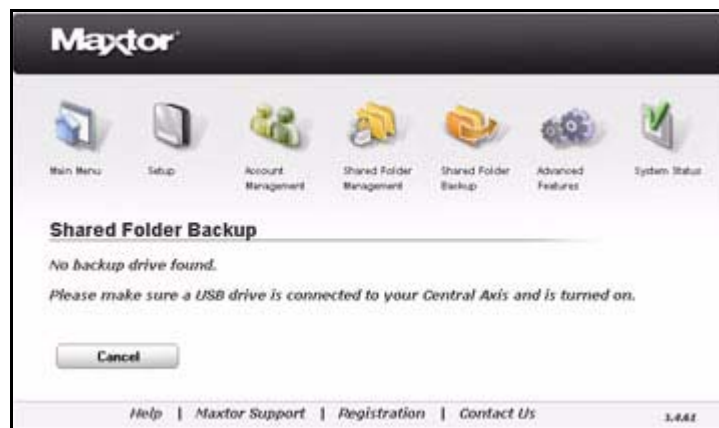 Maxtor
Main Menu
Setup
Account Management
Shared Folder Management
Shared Folder Backup
Advanced Features
System Status
Shared Folder Backup
No backup drive found.
Please make sure a USB drive is connected to your Central Axis and is turned on.
Cancel
Help | Maxtor Support | Registration | Contact Us